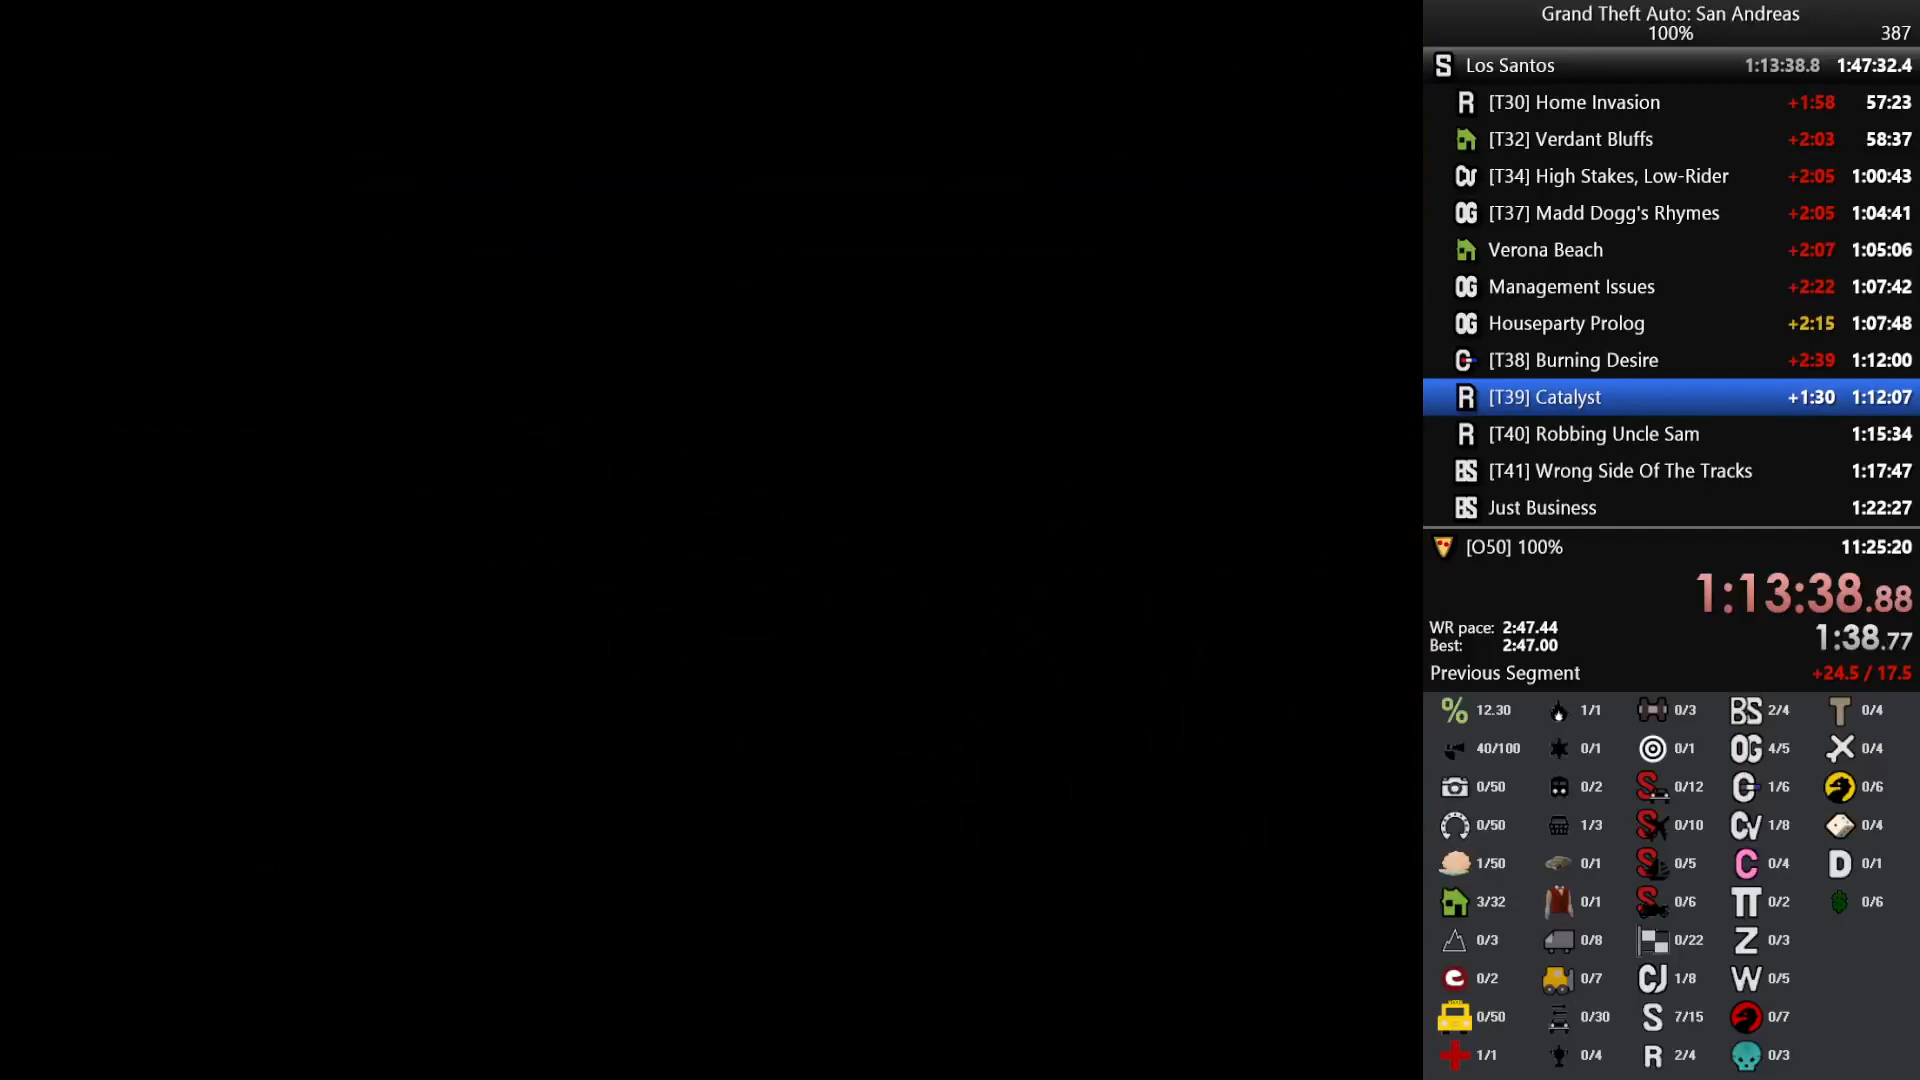 Grand Theft Auto: San Andreas
100% 387
S Los Santos 1:13:38.8 1:47:32.4
R [T30] Home Invasion +1:58 57:23
[T32] Verdant Bluffs +2:03 58:37
CV [T34] High Stakes, Low-Rider +2:05 1:00:43
OG [T37] Madd Dogg's Rhymes +2:05 1:04:41
Verona Beach +2:07 1:05:06
OG Management Issues +2:22 1:07:42
OG Houseparty Prolog +2:15 1:07:48
C [T38] Burning Desire +2:39 1:12:00
R [T39] Catalyst +1:30 1:12:07
R [T40] Robbing Uncle Sam 1:15:34
BS [T41] Wrong Side Of The Tracks 1:17:47
BS Just Business 1:22:27
[O50] 100% 11:25:20
1:13:38.88
WR pace: 2:47.44
Best: 2:47.00
1:38.77
Previous Segment +24.5 / 17.5
% 12.30 1/1 0/3 BS 2/4 T 0/4
40/100 0/1 0/1 OG 4/5 0/4
0/50 0/2 S 0/12 C 1/6 0/6
0/50 1/3 S 0/10 CV 1/8 0/4
1/50 0/1 S 0/5 C 0/4 D 0/1
3/32 0/1 S 0/6 π 0/2 $ 0/6
0/3 0/8 0/22 Z 0/3
e 0/2 0/7 CJ 1/8 W 0/5
0/50 0/30 S 7/15 0/7
1/1 0/4 R 2/4 0/3